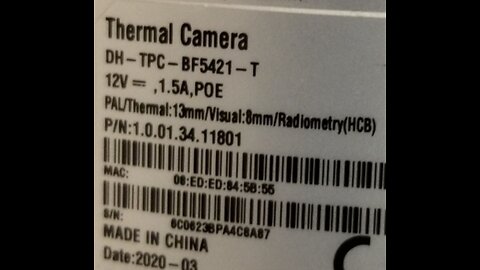 Thermal Camera
DH-TPC-BF5421-T
12V⎓,1.5A,POE
PAL/Thermal:13mm/Visual:8mm/Radiometry(HCB)
P/N:1.0.01.34.11801
MAC: 08:ED:ED:84:5B:55
S/N: 6C0623BPA4C8A87
MADE IN CHINA
Date:2020-03